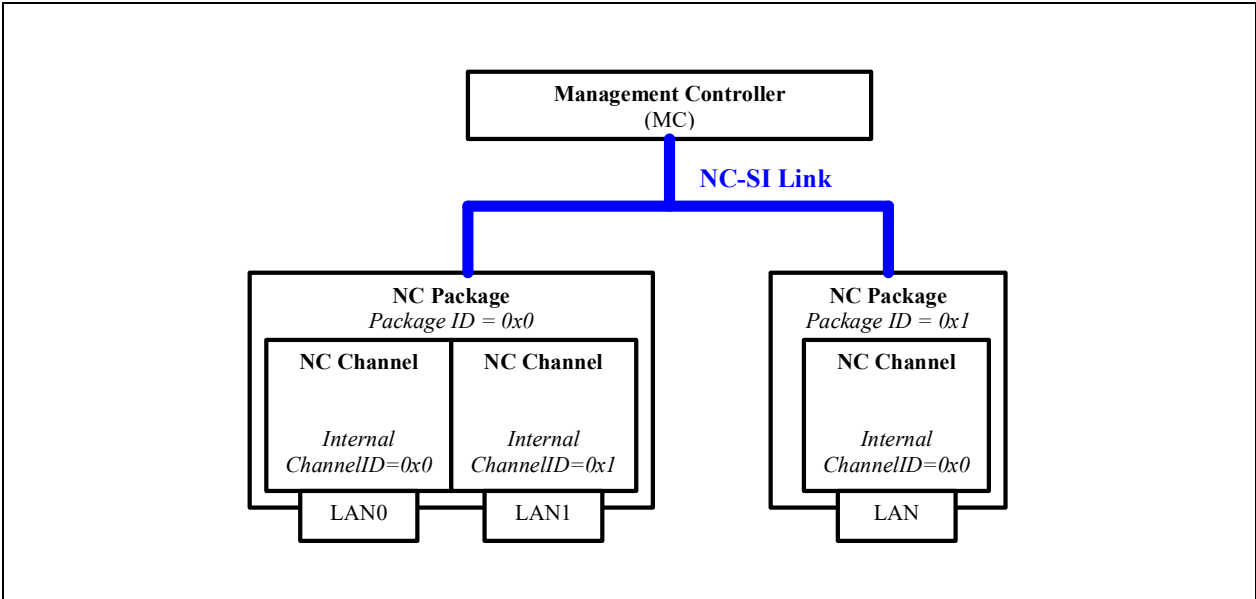 Management Controller
(MC)
NC-SI Link
NC Package
Package ID = 0x0
NC Channel
Internal
ChannelID=0x0
LAN0
NC Channel
Internal
ChannelID=0x1
LAN1
NC Package
Package ID = 0x1
NC Channel
Internal
ChannelID=0x0
LAN